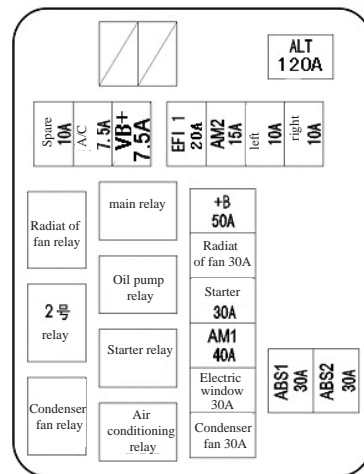 ALT
120A
Spare
10A
A/C
7.5A
VB+
7.5A
EFI 1
20A
AM2
15A
left
10A
right
10A
Radiat of
fan relay
2号
relay
Condenser
fan relay
main relay
Oil pump
relay
Starter relay
Air
conditioning
relay
+B
50A
Radiat
of fan 30A
Starter
30A
AM1
40A
Electric
window
30A
Condenser
fan 30A
ABS1
30A
ABS2
30A